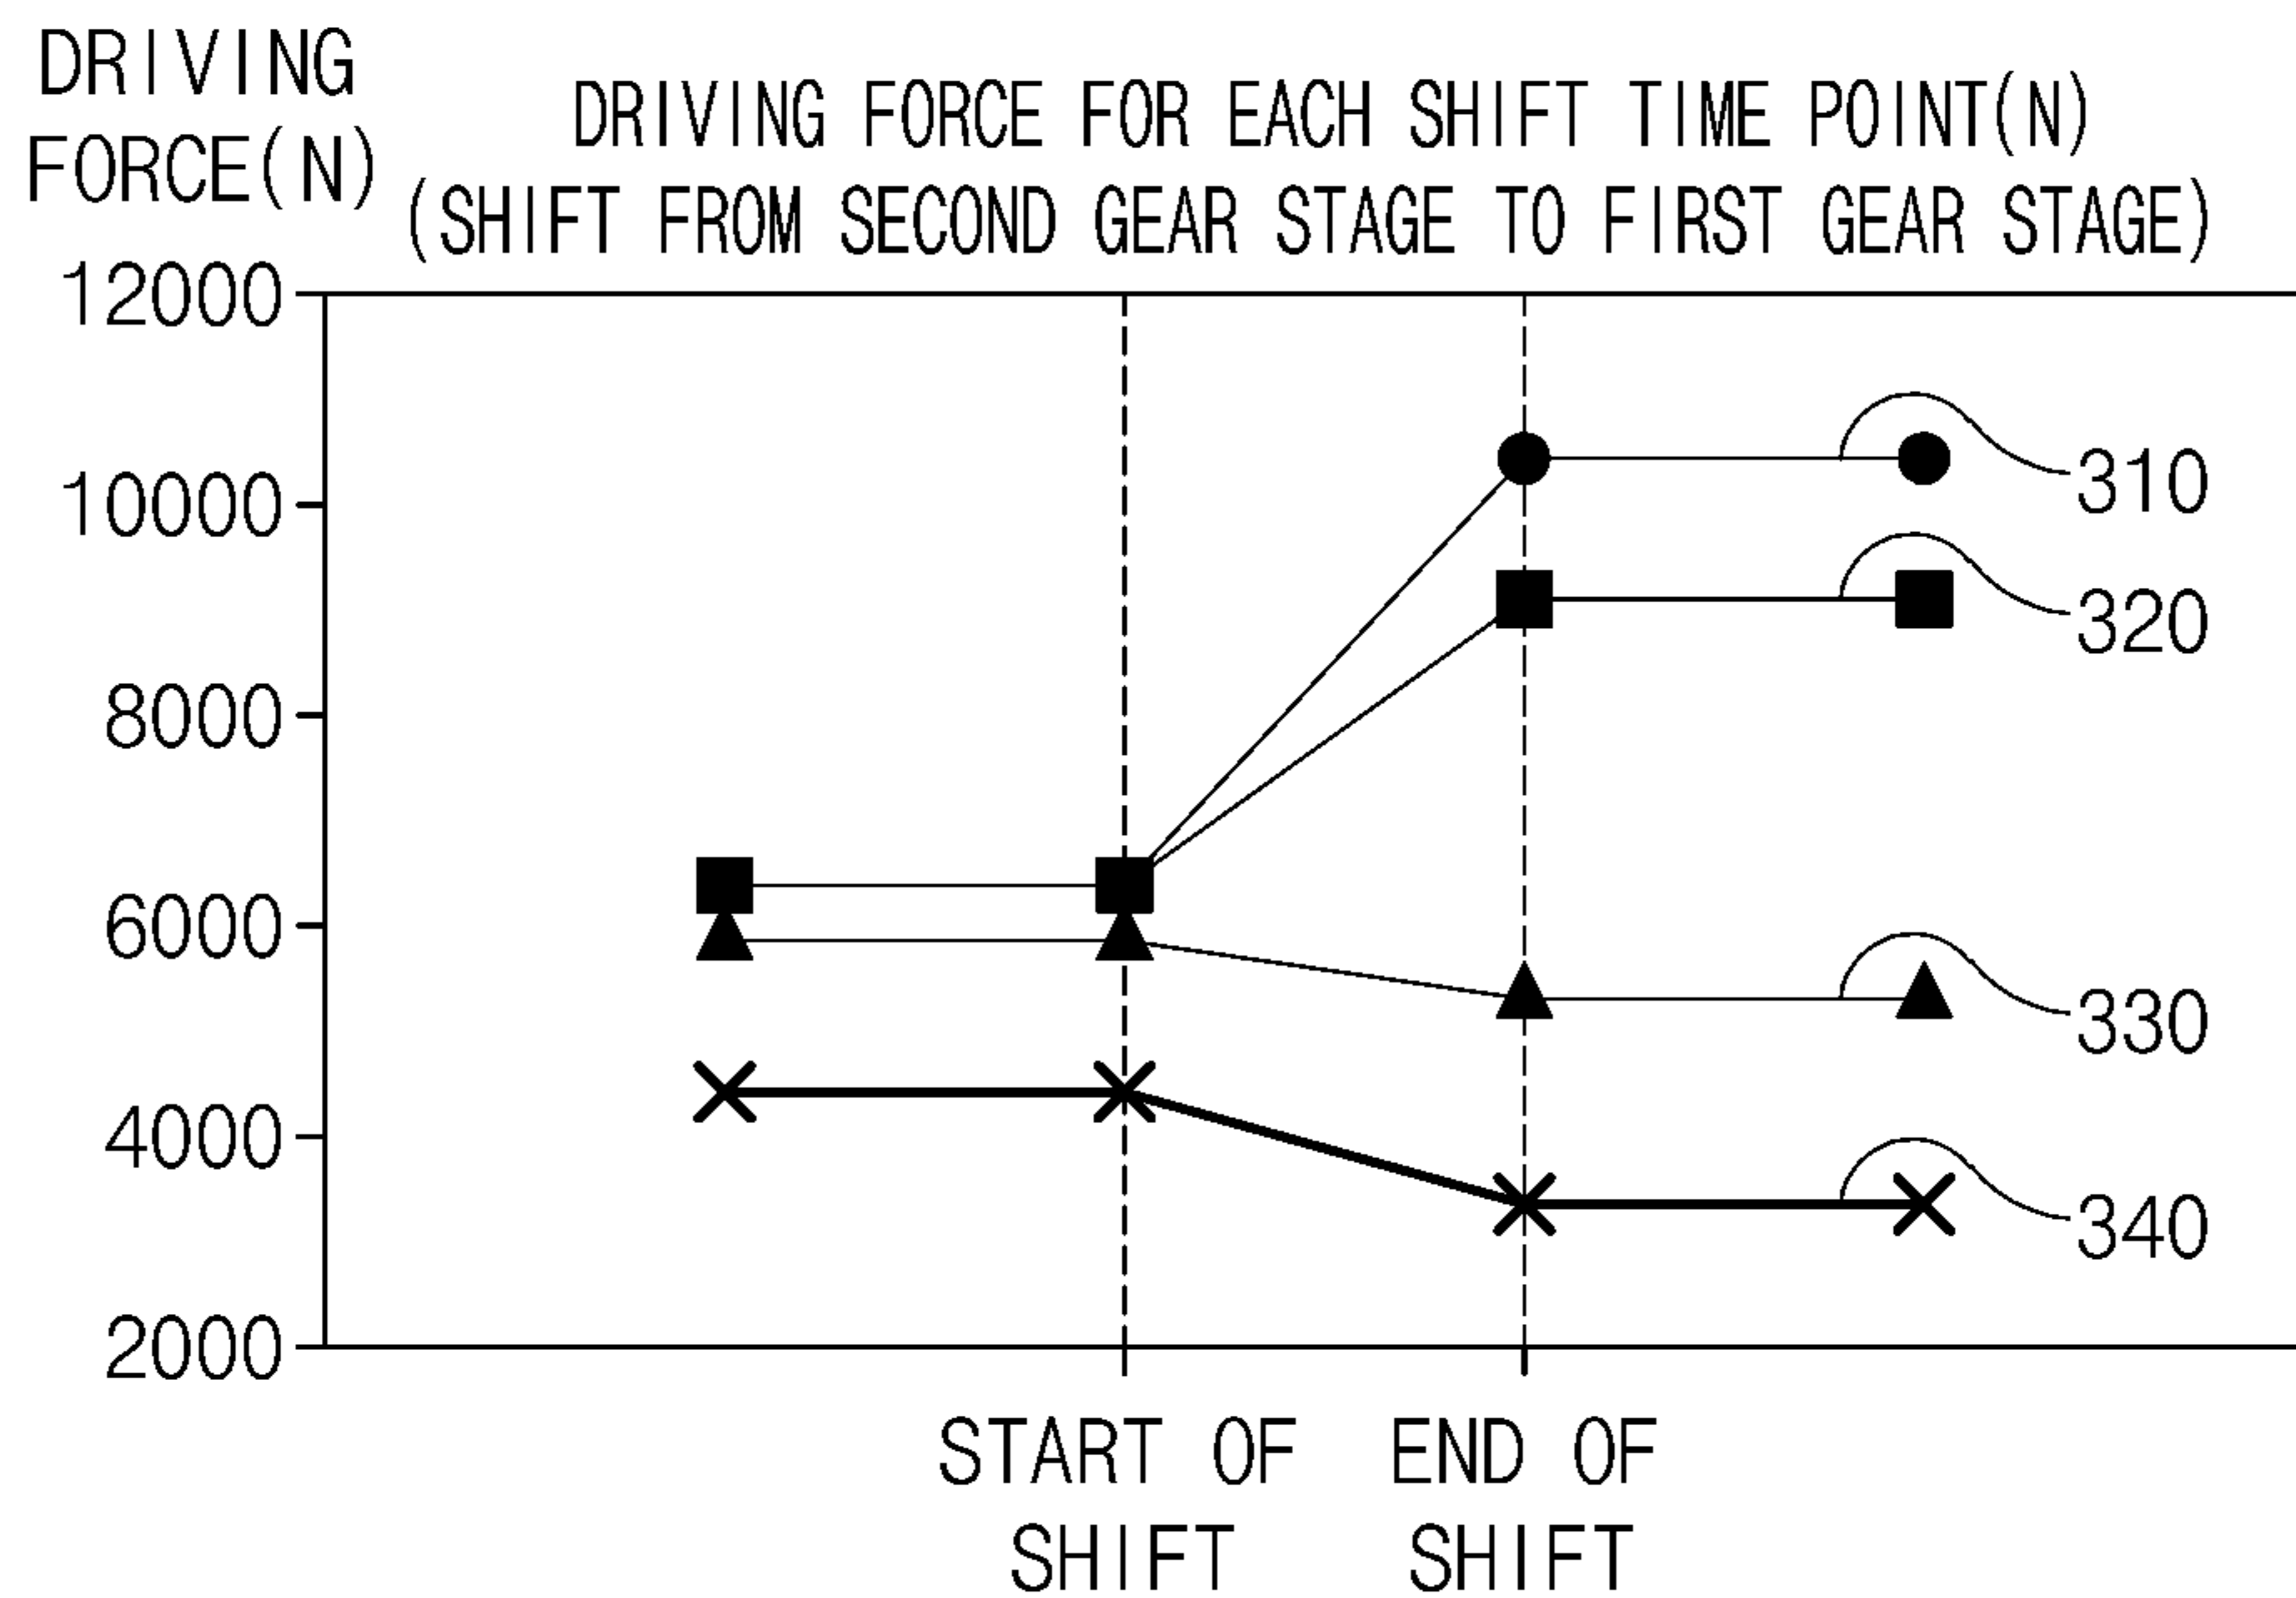 DRIVING
FORCE(N)
DRIVING FORCE FOR EACH SHIFT TIME POINT(N)
(SHIFT FROM SECOND GEAR STAGE TO FIRST GEAR STAGE)
12000
10000
8000
6000
4000
2000
310
320
330
340
START OF
SHIFT
END OF
SHIFT